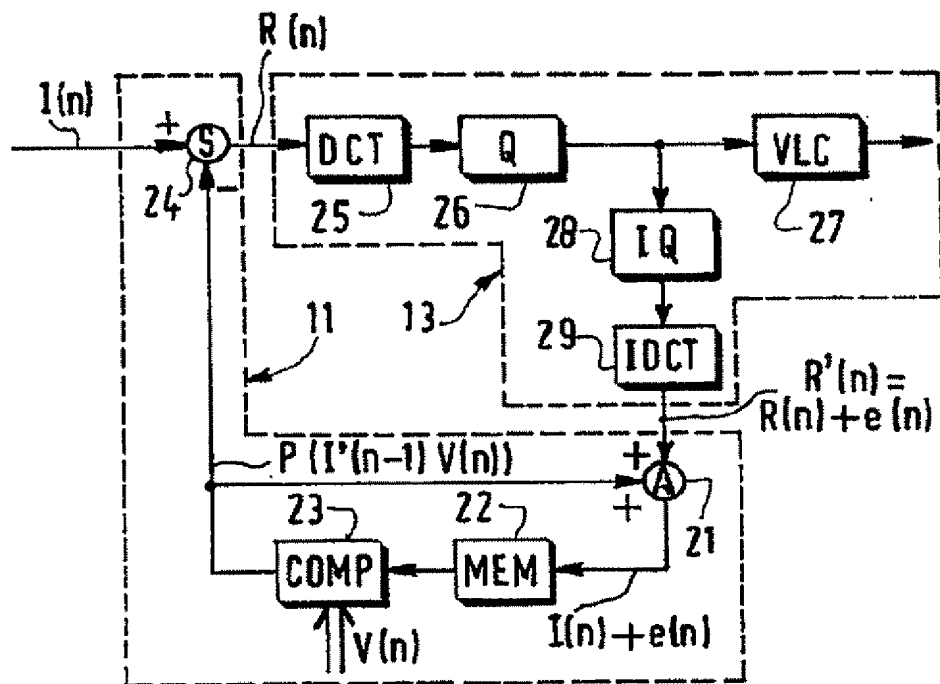 R(n)
I(n)
+
S
-
24
DCT
25
Q
26
VLC
27
28
IQ
29
IDCT
11
13
R'(n)=
R(n)+e(n)
P(I'(n-1) V(n))
+
+
A
21
23
COMP
22
MEM
I(n)+e(n)
V(n)